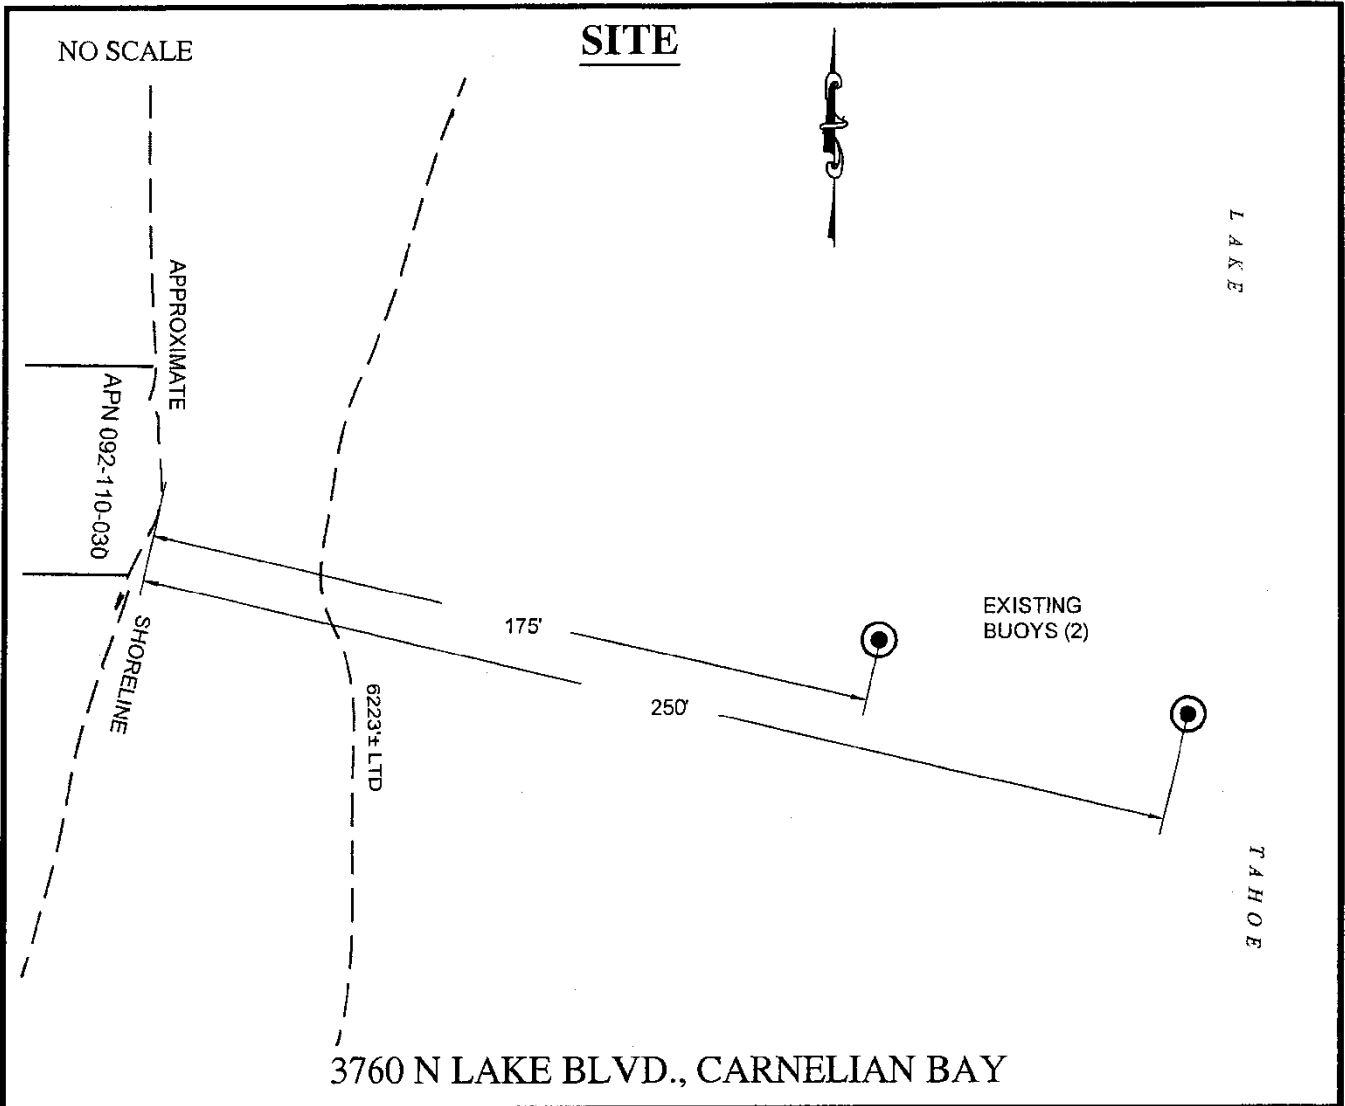 SITE
NO SCALE
LAKE
APPROXIMATE
APN 092-110-030
SHORELINE
175'
EXISTING
BUOYS (2)
250'
6223'± LTD
TAHOE
3760 N LAKE BLVD., CARNELIAN BAY